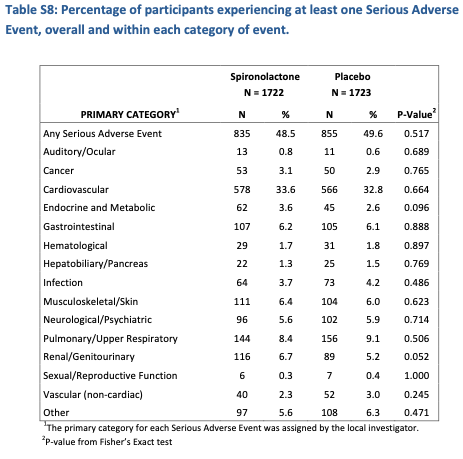 Table S8: Percentage of participants experiencing at least one Serious Adverse
Event, overall and within each category of event.
Spironolactone Placebo
N = 1722 N = 1723
PRIMARY CATEGORY¹ N % N % P-Value²
Any Serious Adverse Event 835 48.5 855 49.6 0.517
Auditory/Ocular 13 0.8 11 0.6 0.689
Cancer 53 3.1 50 2.9 0.765
Cardiovascular 578 33.6 566 32.8 0.664
Endocrine and Metabolic 62 3.6 45 2.6 0.096
Gastrointestinal 107 6.2 105 6.1 0.888
Hematological 29 1.7 31 1.8 0.897
Hepatobiliary/Pancreas 22 1.3 25 1.5 0.769
Infection 64 3.7 73 4.2 0.486
Musculoskeletal/Skin 111 6.4 104 6.0 0.623
Neurological/Psychiatric 96 5.6 102 5.9 0.714
Pulmonary/Upper Respiratory 144 8.4 156 9.1 0.506
Renal/Genitourinary 116 6.7 89 5.2 0.052
Sexual/Reproductive Function 6 0.3 7 0.4 1.000
Vascular (non-cardiac) 40 2.3 52 3.0 0.245
Other 97 5.6 108 6.3 0.471
¹The primary category for each Serious Adverse Event was assigned by the local investigator.
²P-value from Fisher's Exact test